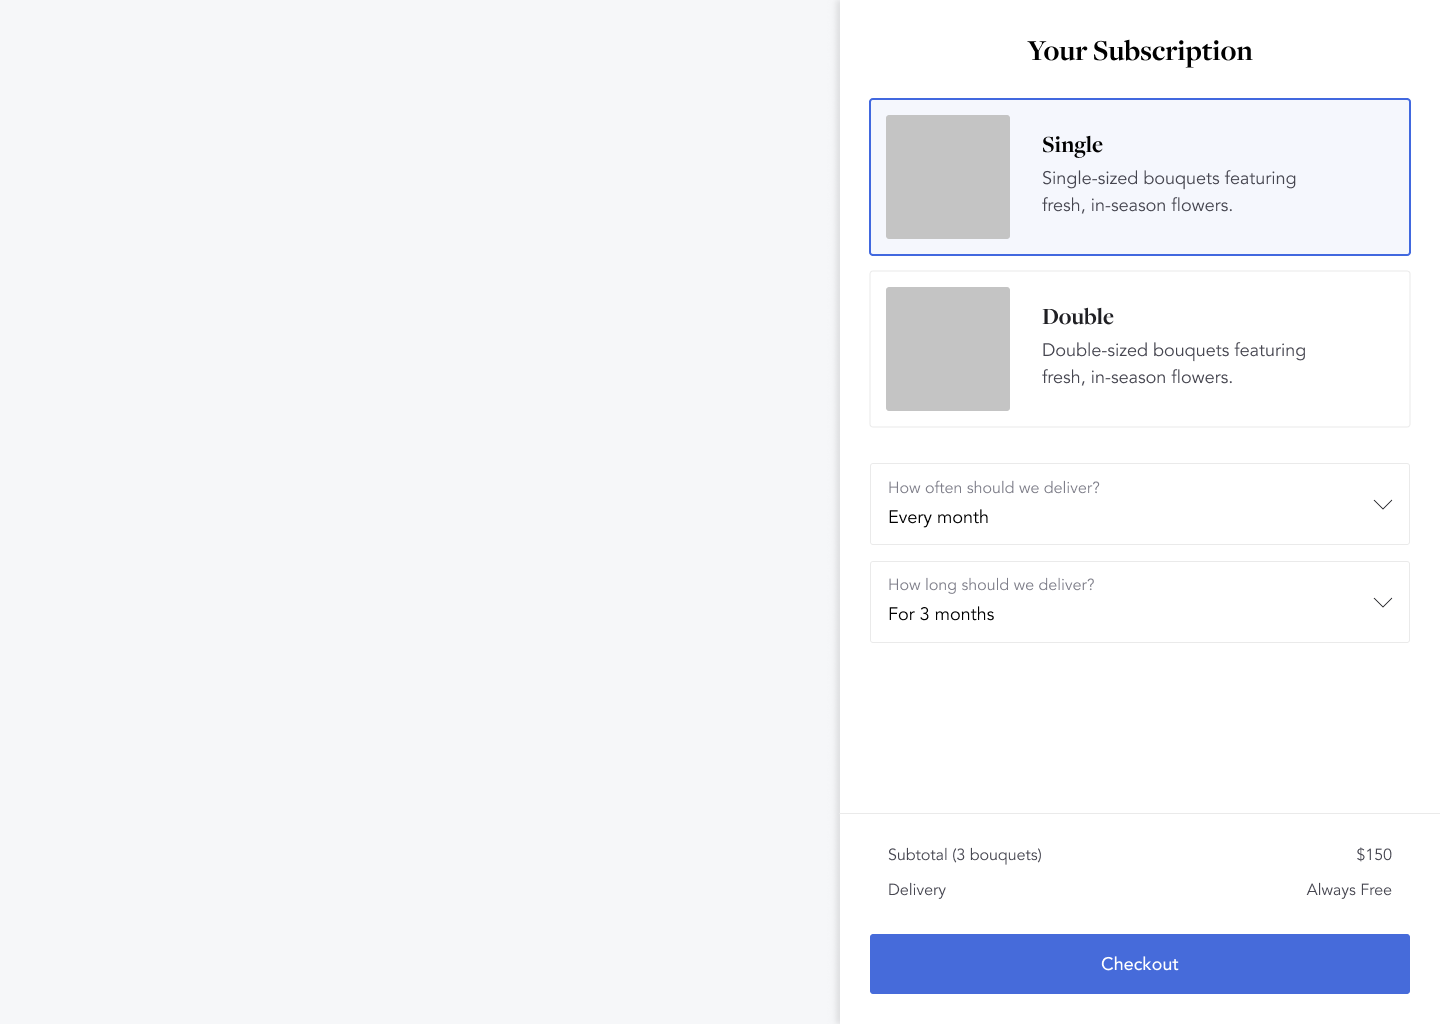 Your Subscription
Single
Single-sized bouquets featuring
fresh, in-season flowers.
Double
Double-sized bouquets featuring
fresh, in-season flowers.
How often should we deliver?
Every month
How long should we deliver?
For 3 months
Subtotal (3 bouquets) $150
Delivery Always Free
Checkout